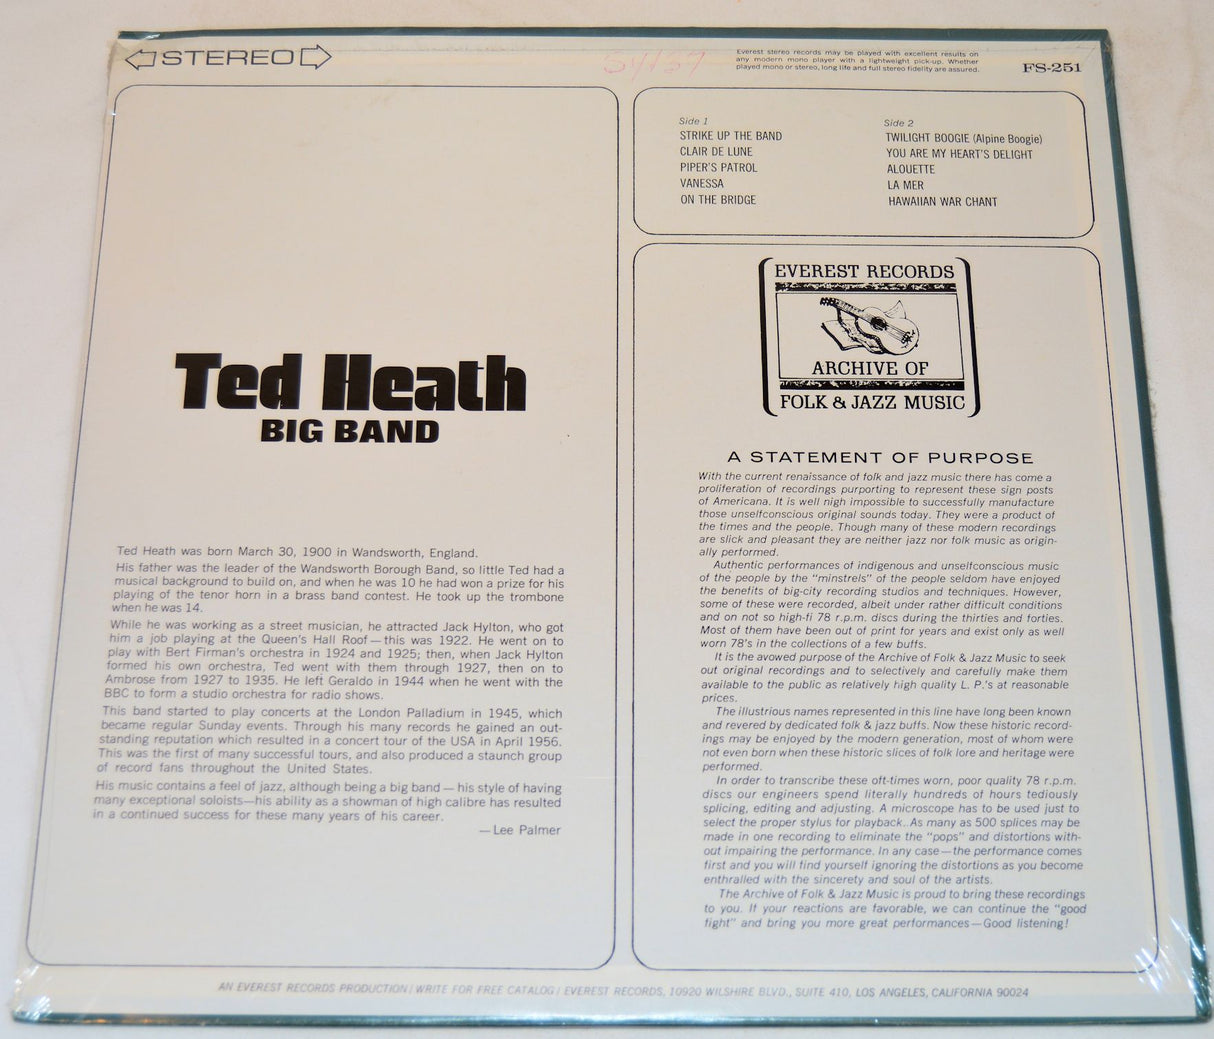 STEREO
54/59
Everest stereo records may be played with excellent results on
any modern mono player with a lightweight pick-up. Whether
played mono or stereo, long life and full stereo fidelity are assured.
FS-251
Side 1
STRIKE UP THE BAND
CLAIR DE LUNE
PIPER'S PATROL
VANESSA
ON THE BRIDGE
Side 2
TWILIGHT BOOGIE (Alpine Boogie)
YOU ARE MY HEART'S DELIGHT
ALOUETTE
LA MER
HAWAIIAN WAR CHANT
Ted Heath
BIG BAND
Ted Heath was born March 30, 1900 in Wandsworth, England.
His father was the leader of the Wandsworth Borough Band, so little Ted had a
musical background to build on, and when he was 10 he had won a prize for his
playing of the tenor horn in a brass band contest. He took up the trombone
when he was 14.
While he was working as a street musician, he attracted Jack Hylton, who got
him a job playing at the Queen's Hall Roof—this was 1922. He went on to
play with Bert Firman's orchestra in 1924 and 1925; then, when Jack Hylton
formed his own orchestra, Ted went with them through 1927, then on to
Ambrose from 1927 to 1935. He left Geraldo in 1944 when he went with the
BBC to form a studio orchestra for radio shows.
This band started to play concerts at the London Palladium in 1945, which
became regular Sunday events. Through his many records he gained an out-
standing reputation which resulted in a concert tour of the USA in April 1956.
This was the first of many successful tours, and also produced a staunch group
of record fans throughout the United States.
His music contains a feel of jazz, although being a big band—his style of having
many exceptional soloists—his ability as a showman of high calibre has resulted
in a continued success for these many years of his career.
—Lee Palmer
EVEREST RECORDS
ARCHIVE OF
FOLK & JAZZ MUSIC
A STATEMENT OF PURPOSE
With the current renaissance of folk and jazz music there has come a
proliferation of recordings purporting to represent these sign posts
of Americana. It is well nigh impossible to successfully manufacture
those unselfconscious original sounds today. They were a product of
the times and the people. Though many of these modern recordings
are slick and pleasant they are neither jazz nor folk music as origin-
ally performed.
Authentic performances of indigenous and unselfconscious music
of the people by the "minstrels" of the people seldom have enjoyed
the benefits of big-city recording studios and techniques. However,
some of these were recorded, albeit under rather difficult conditions
and on not so high-fi 78 r.p.m. discs during the thirties and forties.
Most of them have been out of print for years and exist only as well
worn 78's in the collections of a few buffs.
It is the avowed purpose of the Archive of Folk & Jazz Music to seek
out original recordings and to selectively and carefully make them
available to the public as relatively high quality L. P.'s at reasonable
prices.
The illustrious names represented in this line have long been known
and revered by dedicated folk & jazz buffs. Now these historic record-
ings may be enjoyed by the modern generation, most of whom were
not even born when these historic slices of folk lore and heritage were
performed.
In order to transcribe these oft-times worn, poor quality 78 r.p.m.
discs our engineers spend literally hundreds of hours tediously
splicing, editing and adjusting. A microscope has to be used just to
select the proper stylus for playback.. As many as 500 splices may be
made in one recording to eliminate the "pops" and distortions with-
out impairing the performance. In any case—the performance comes
first and you will find yourself ignoring the distortions as you become
enthralled with the sincerety and soul of the artists.
The Archive of Folk & Jazz Music is proud to bring these recordings
to you. If your reactions are favorable, we can continue the "good
fight" and bring you more great performances—Good listening!
AN EVEREST RECORDS PRODUCTION / WRITE FOR FREE CATALOG / EVEREST RECORDS, 10920 WILSHIRE BLVD., SUITE 410, LOS ANGELES, CALIFORNIA 90024